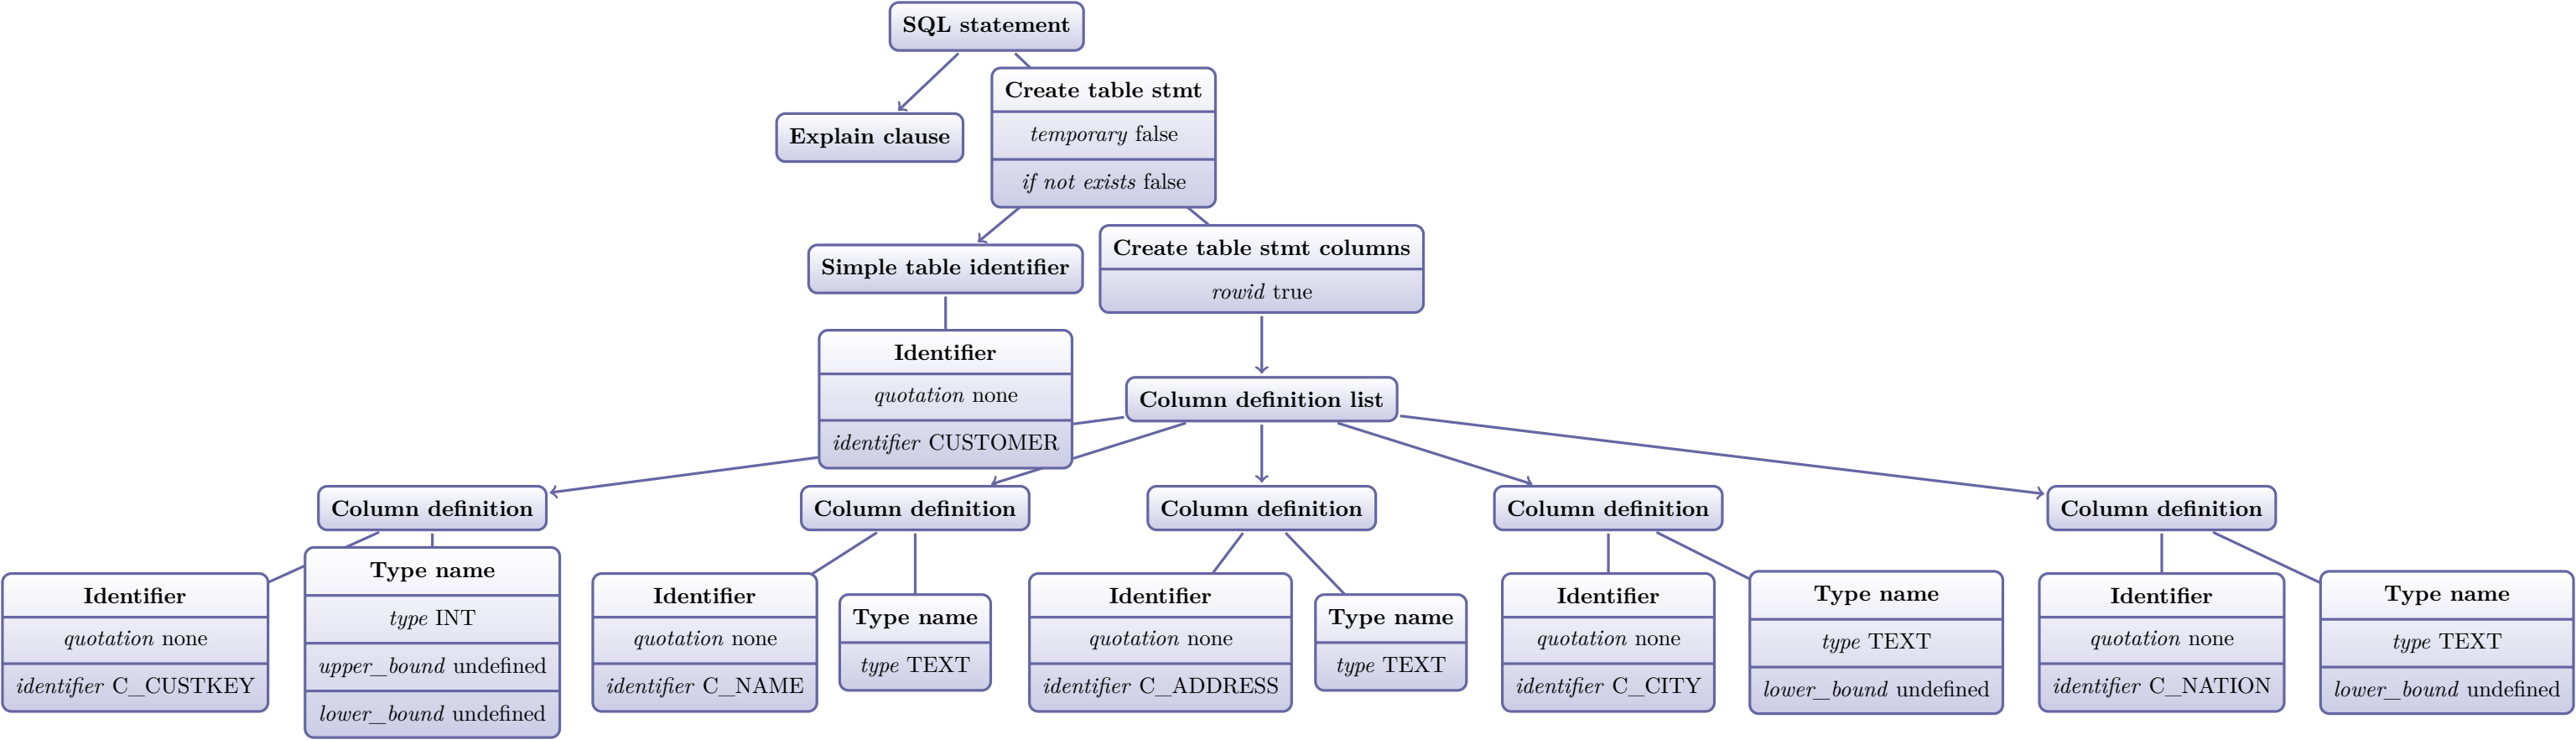 SQL statement
Explain clause
Create table stmt
temporary false
if not exists false
Simple table identifier
Create table stmt columns
rowid true
Identifier
quotation none
identifier CUSTOMER
Column definition list
Column definition
Column definition
Column definition
Column definition
Column definition
Identifier
quotation none
identifier C_CUSTKEY
Type name
type INT
upper_bound undefined
lower_bound undefined
Identifier
quotation none
identifier C_NAME
Type name
type TEXT
Identifier
quotation none
identifier C_ADDRESS
Type name
type TEXT
Identifier
quotation none
identifier C_CITY
Type name
type TEXT
lower_bound undefined
Identifier
quotation none
identifier C_NATION
Type name
type TEXT
lower_bound undefined